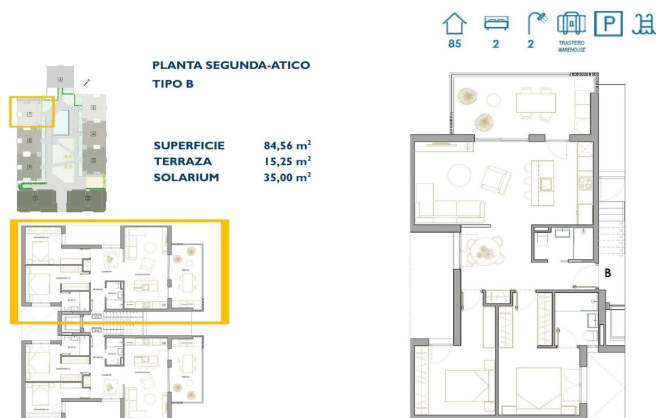 85
2
2
TRASTERO
WAREHOUSE
P
PLANTA SEGUNDA-ATICO
TIPO B
SUPERFICIE 84,56 m²
TERRAZA 15,25 m²
SOLARIUM 35,00 m²
B